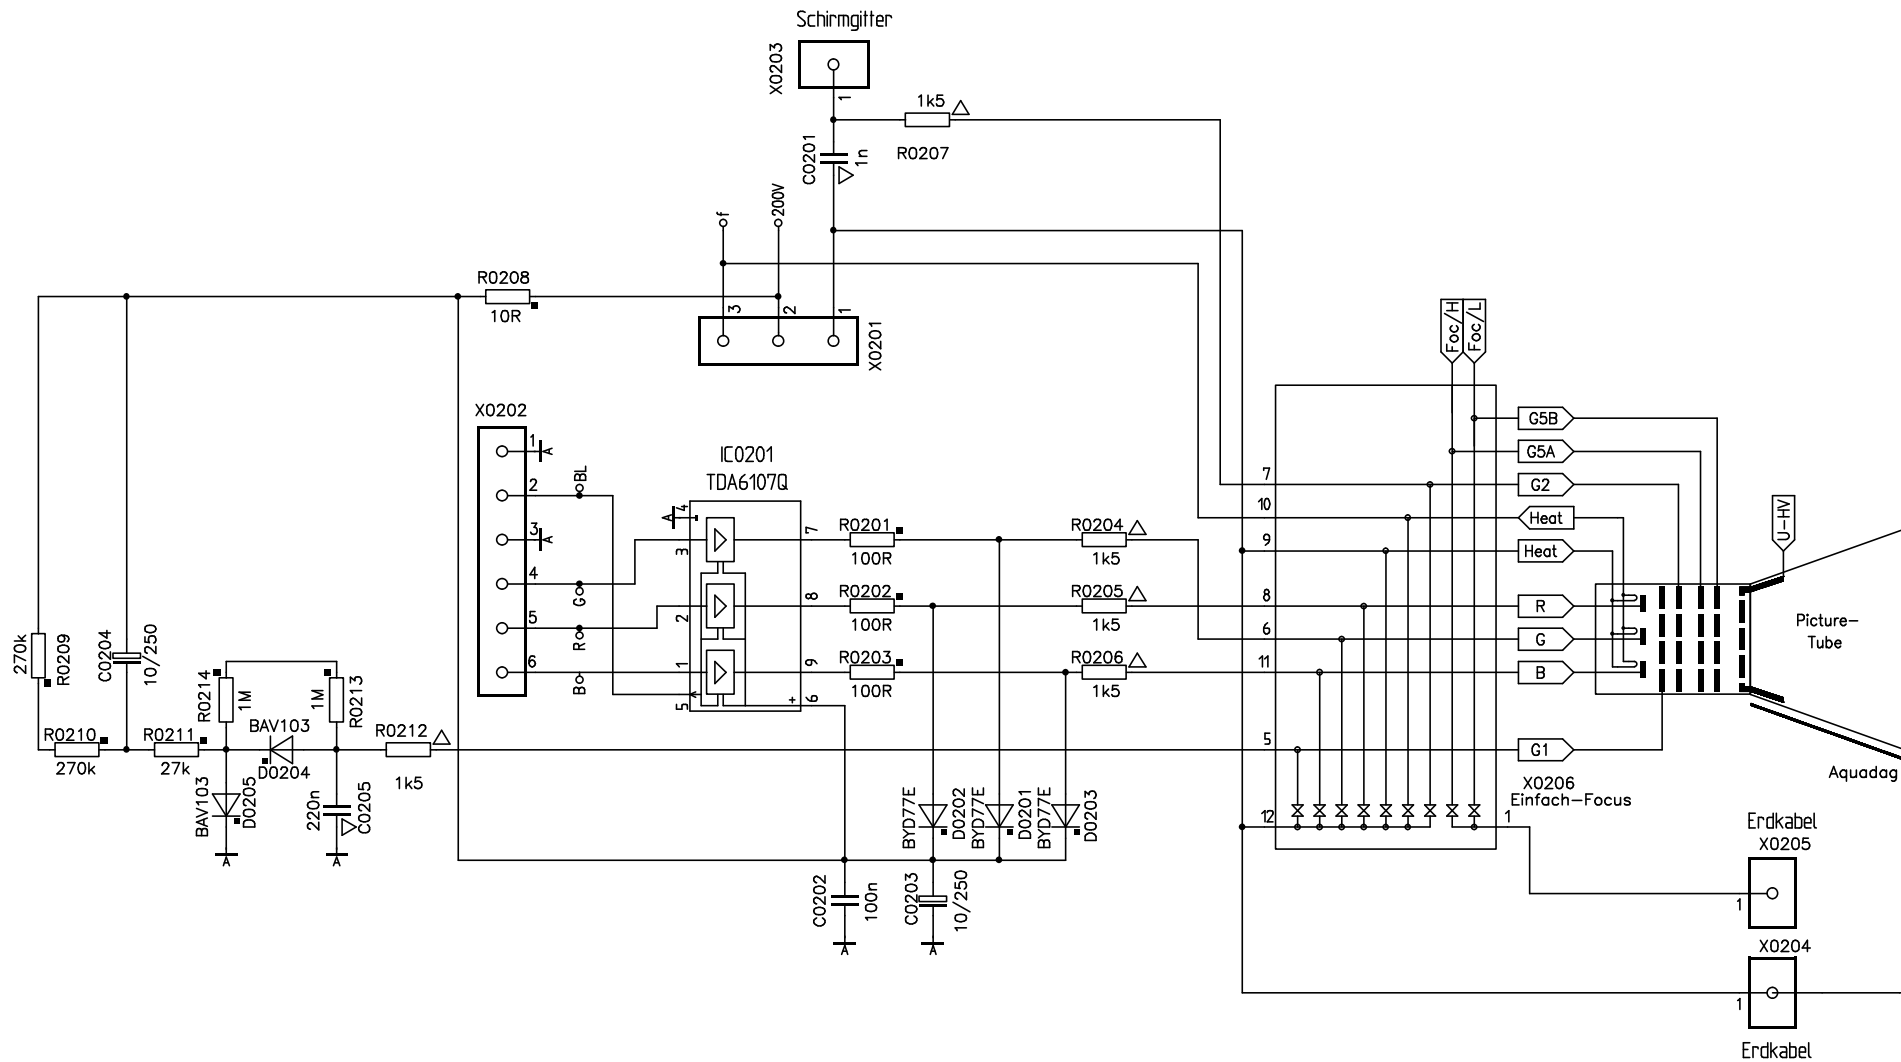 Schirmgitter
X0203
1
1k5
R0207
C0201
1n
f
200V
R0208
10R
3
2
1
X0201
Foc/H
Foc/L
X0202
1
A
2
BL
3
A
4
G
5
R
6
B
IC0201
TDA6107Q
A
4
3
2
1
5
7
8
9
+
6
R0201
100R
R0202
100R
R0203
100R
R0204
1k5
R0205
1k5
R0206
1k5
7
10
9
8
6
11
5
12
1
G5B
G5A
G2
Heat
Heat
R
G
B
G1
U-HV
Picture-
Tube
Aquadag
X0206
Einfach-Focus
270k
R0209
C0204
10/250
R0214
1M
1M
R0213
R0210
270k
R0211
27k
BAV103
D0204
R0212
1k5
BAV103
D0205
220n
C0205
A
A
BYD77E
D0202
BYD77E
D0201
BYD77E
D0203
C0202
100n
A
C0203
10/250
A
Erdkabel
X0205
1
X0204
1
Erdkabel